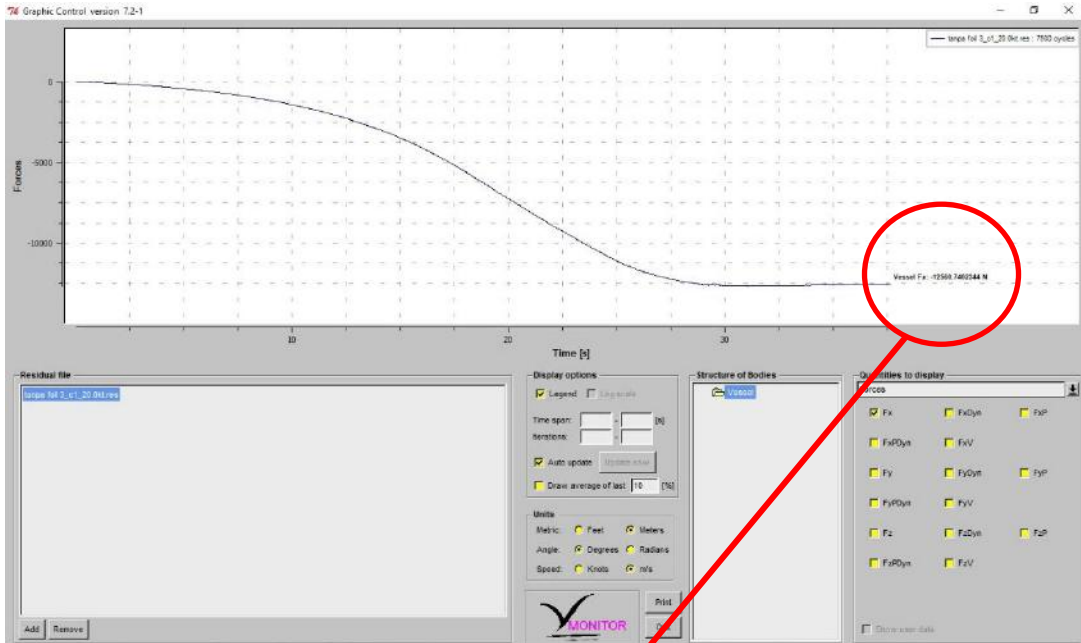 Graphic Control version 7.2-1
tanpa foil 3_c1_20.0kt.res : 7500 cycles
0
-5000
-10000
Forces
Vessel Fx: -12560.7402344 N
10
20
30
Time [s]
Residual file
tanpa foil 3_c1_20.0kt.res
Add
Remove
Display options
Legend
Log scale
Time span:
-
[s]
Iterations:
-
Auto update
Update view
Draw average of last
10
[%]
Units
Metric:
Feet
Meters
Angle:
Degrees
Radians
Speed:
Knots
m/s
MONITOR
Print
Structure of Bodies
Vessel
Quantities to display
Forces
Fx
FxDyn
FxP
FxPDyn
FxV
Fy
FyDyn
FyP
FyPDyn
FyV
Fz
FzDyn
FzP
FzPDyn
FzV